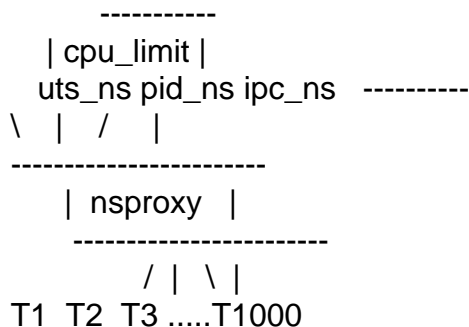 -----------
| cpu_limit |
uts_ns pid_ns ipc_ns ----------
\ | / |
------------------------
| nsproxy |
------------------------
/ | \ |
T1 T2 T3 .....T1000